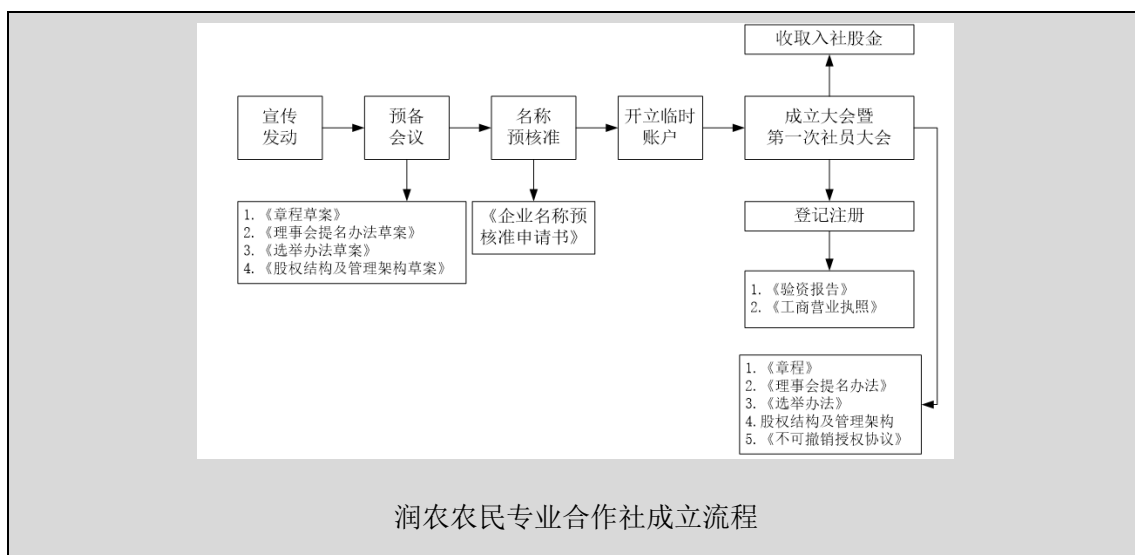 收取入社股金
宣传
发动
预备
会议
名称
预核准
开立临时
账户
成立大会暨
第一次社员大会
1.《章程草案》
2.《理事会提名办法草案》
3.《选举办法草案》
4.《股权结构及管理架构草案》
《企业名称预
核准申请书》
登记注册
1.《验资报告》
2.《工商营业执照》
1.《章程》
2.《理事会提名办法》
3.《选举办法》
4.股权结构及管理架构
5.《不可撤销授权协议》
润农农民专业合作社成立流程